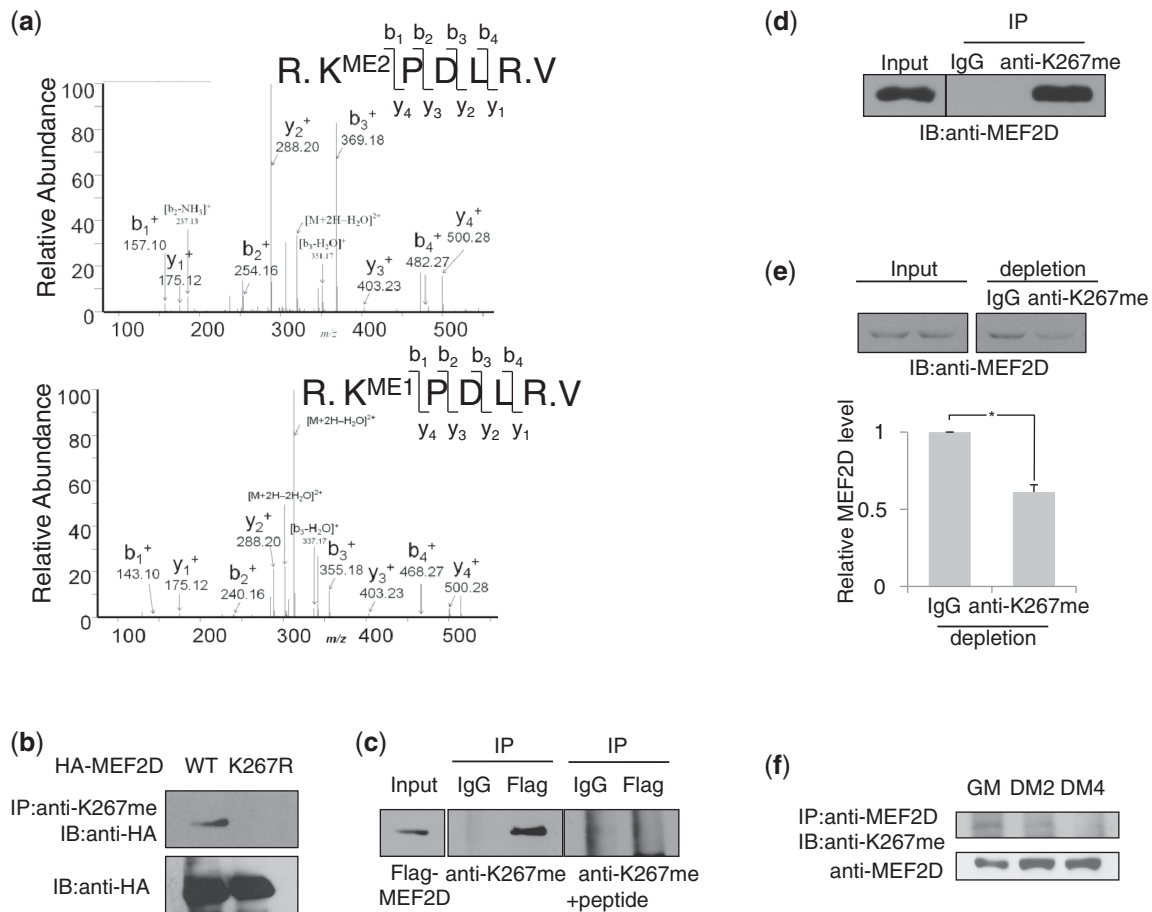 (a)
b1 b2 b3 b4
R. K^ME2 P D L R.V
y4 y3 y2 y1
Relative Abundance
100
80
60
40
20
0
y2+
288.20
b3+
369.18
[b2-NH3]+
237.13
b1+
157.10
y1+
175.12
b2+
254.16
[M+2H–H2O]2+
[b3-H2O]+
351.17
y3+
403.23
b4+
482.27
y4+
500.28
100 200 300 m/z 400 500
b1 b2 b3 b4
R. K^ME1 P D L R.V
y4 y3 y2 y1
Relative Abundance
100
80
60
40
20
0
[M+2H–H2O]2+
[M+2H–2H2O]2+
y2+
288.20
[b3-H2O]+
337.17
b1+
143.10
y1+
175.12
b2+
240.16
b3+
355.18
y3+
403.23
b4+
468.27
y4+
500.28
100 200 300 m/z 400 500
(b)
HA-MEF2D WT K267R
IP:anti-K267me
IB:anti-HA
IB:anti-HA
(c)
IP IP
Input IgG Flag IgG Flag
Flag- anti-K267me anti-K267me
MEF2D +peptide
(d)
IP
Input IgG anti-K267me
IB:anti-MEF2D
(e)
Input depletion
IgG anti-K267me
IB:anti-MEF2D
Relative MEF2D level
1
0.5
0
*
IgG anti-K267me
depletion
(f)
GM DM2 DM4
IP:anti-MEF2D
IB:anti-K267me
anti-MEF2D